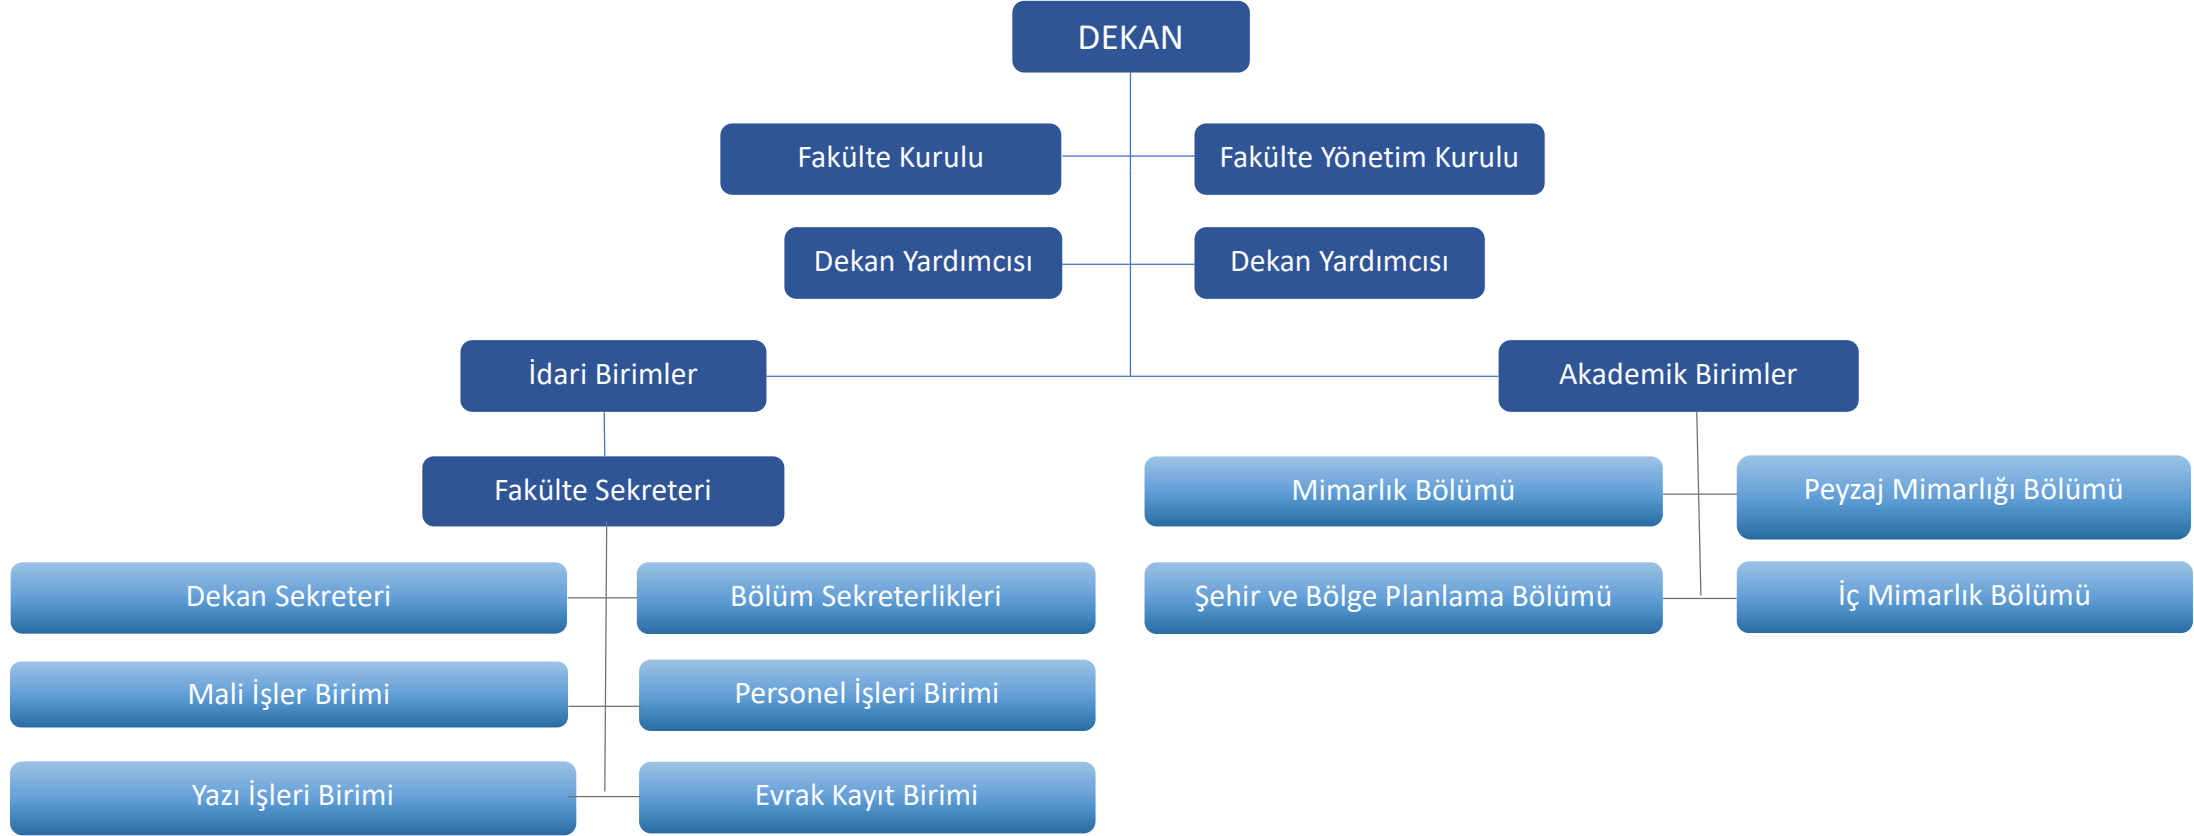 DEKAN
Fakülte Kurulu
Fakülte Yönetim Kurulu
Dekan Yardımcısı
Dekan Yardımcısı
İdari Birimler
Akademik Birimler
Fakülte Sekreteri
Mimarlık Bölümü
Peyzaj Mimarlığı Bölümü
Dekan Sekreteri
Bölüm Sekreterlikleri
Şehir ve Bölge Planlama Bölümü
İç Mimarlık Bölümü
Mali İşler Birimi
Personel İşleri Birimi
Yazı İşleri Birimi
Evrak Kayıt Birimi